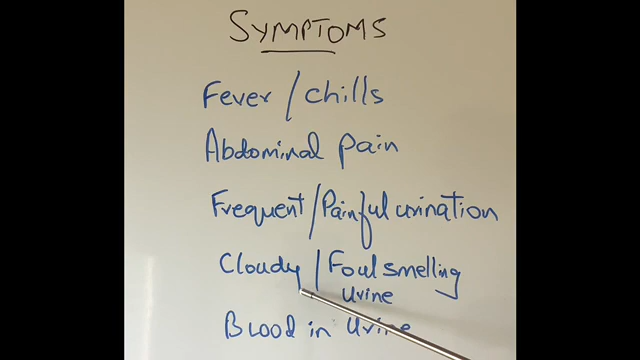 SYMPTOMS
Fever / chills
Abdominal pain
Frequent / Painful urination
Cloudy / Foul smelling
Urine
Blood in Urine